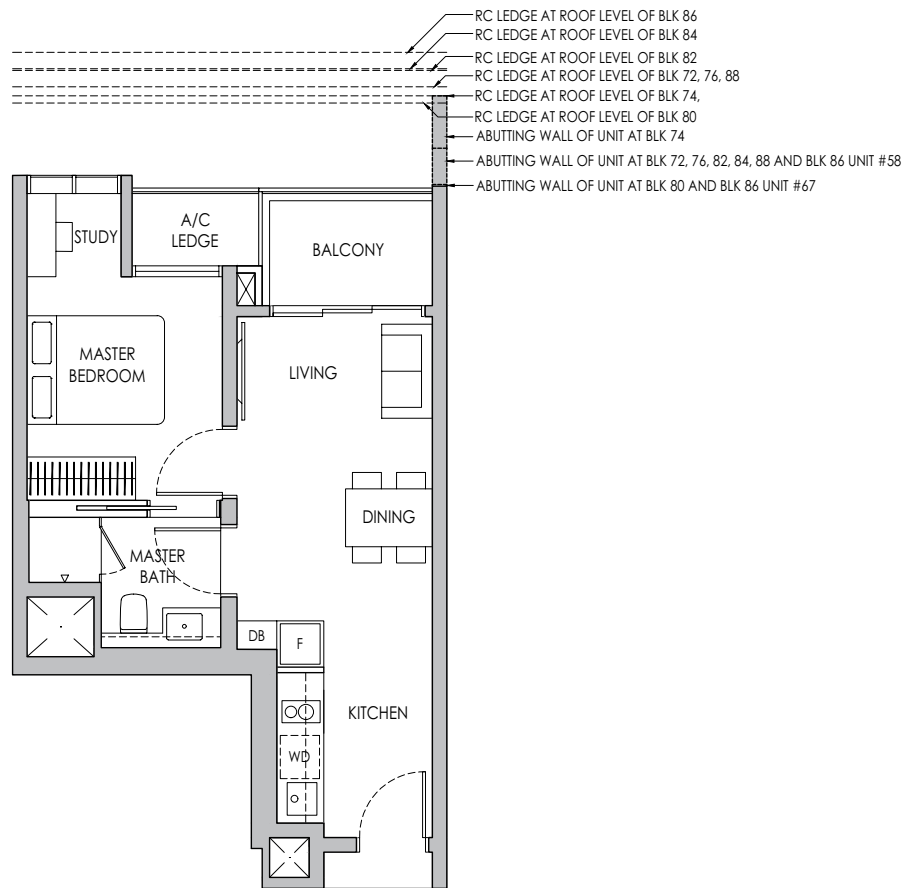 RC LEDGE AT ROOF LEVEL OF BLK 86
RC LEDGE AT ROOF LEVEL OF BLK 84
RC LEDGE AT ROOF LEVEL OF BLK 82
RC LEDGE AT ROOF LEVEL OF BLK 72, 76, 88
RC LEDGE AT ROOF LEVEL OF BLK 74,
RC LEDGE AT ROOF LEVEL OF BLK 80
ABUTTING WALL OF UNIT AT BLK 74
ABUTTING WALL OF UNIT AT BLK 72, 76, 82, 84, 88 AND BLK 86 UNIT #58
ABUTTING WALL OF UNIT AT BLK 80 AND BLK 86 UNIT #67
STUDY
A/C
LEDGE
BALCONY
MASTER
BEDROOM
LIVING
DINING
MASTER
BATH
DB
F
KITCHEN
WD